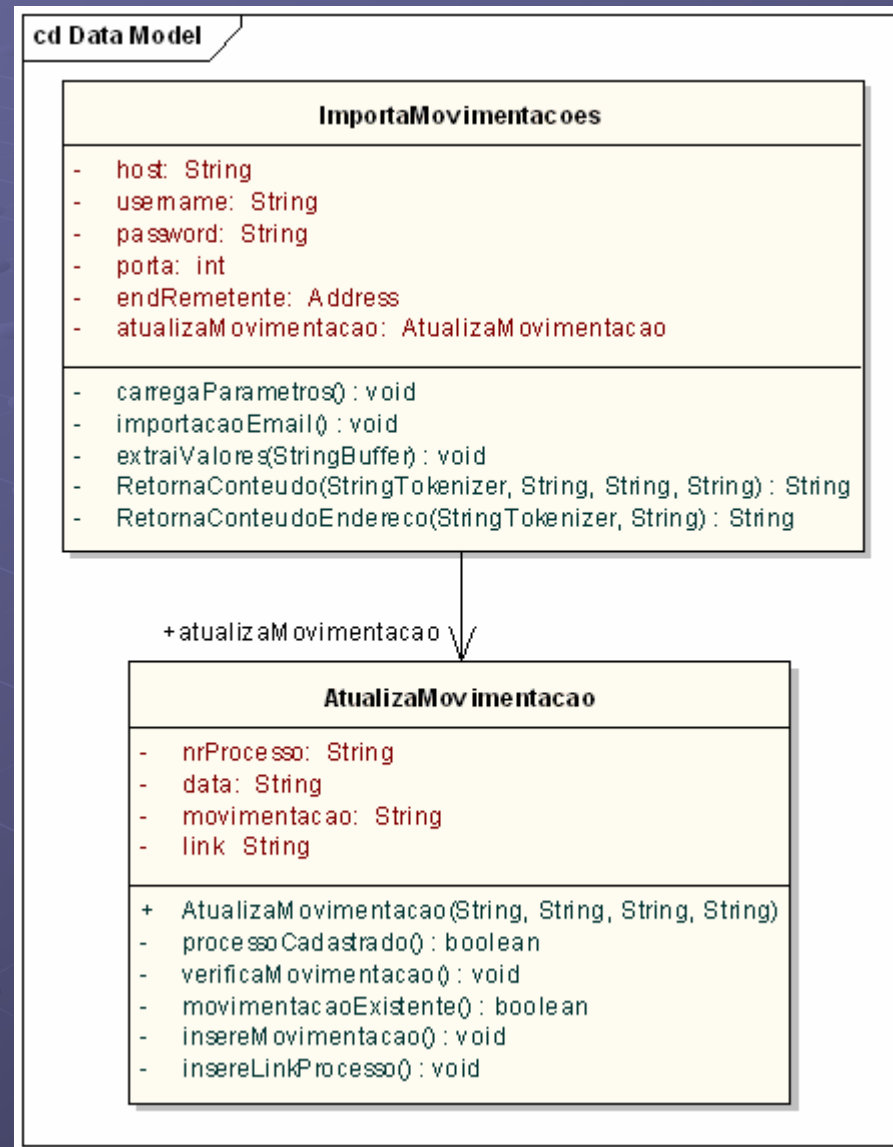 cd Data Model
ImportaMovimentacoes
- host: String
- username: String
- password: String
- porta: int
- endRemetente: Address
- atualizaMovimentacao: AtualizaMovimentacao
- carregaParametros() : void
- importacaoEmail() : void
- extraiValores(StringBuffer) : void
- RetornaConteudo(StringTokenizer, String, String, String) : String
- RetornaConteudoEndereco(StringTokenizer, String) : String
+atualizaMovimentacao
AtualizaMovimentacao
- nrProcesso: String
- data: String
- movimentacao: String
- link String
+ AtualizaMovimentacao(String, String, String, String)
- processoCadastrado() : boolean
- verificaMovimentacao() : void
- movimentacaoExistente() : boolean
- insereMovimentacao() : void
- insereLinkProcesso() : void